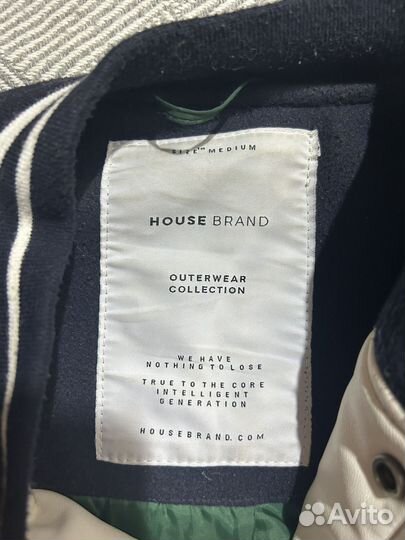 SIZE™ MEDIUM
HOUSE BRAND
OUTERWEAR
COLLECTION
WE HAVE
NOTHING TO LOSE
TRUE TO THE CORE
INTELLIGENT
GENERATION
HOUSEBRAND.COM
Avito